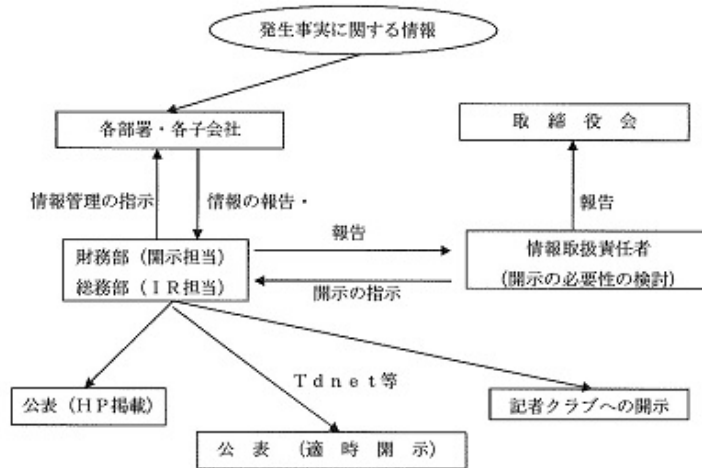 発生事実に関する情報
各部署・各子会社
取 締 役 会
情報管理の指示
情報の報告・
報告
財務部（開示担当）
総務部（ＩＲ担当）
報告
開示の指示
情報取扱責任者
(開示の必要性の検討)
Ｔｄｎｅｔ等
公表（ＨＰ掲載）
記者クラブへの開示
公 表 （適 時 開 示）